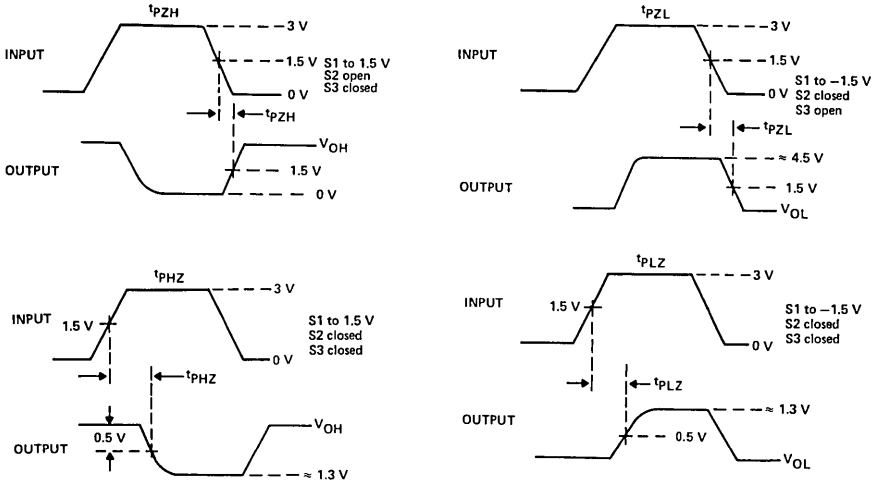 tPZH
INPUT
3 V
1.5 V
S1 to 1.5 V
S2 open
S3 closed
0 V
tPZH
OUTPUT
VOH
1.5 V
0 V
tPZL
INPUT
3 V
1.5 V
S1 to −1.5 V
S2 closed
S3 open
0 V
tPZL
OUTPUT
≈ 4.5 V
1.5 V
VOL
tPHZ
INPUT
3 V
1.5 V
S1 to 1.5 V
S2 closed
S3 closed
0 V
tPHZ
OUTPUT
0.5 V
VOH
≈ 1.3 V
tPLZ
INPUT
3 V
1.5 V
S1 to −1.5 V
S2 closed
S3 closed
0 V
tPLZ
OUTPUT
≈ 1.3 V
0.5 V
VOL